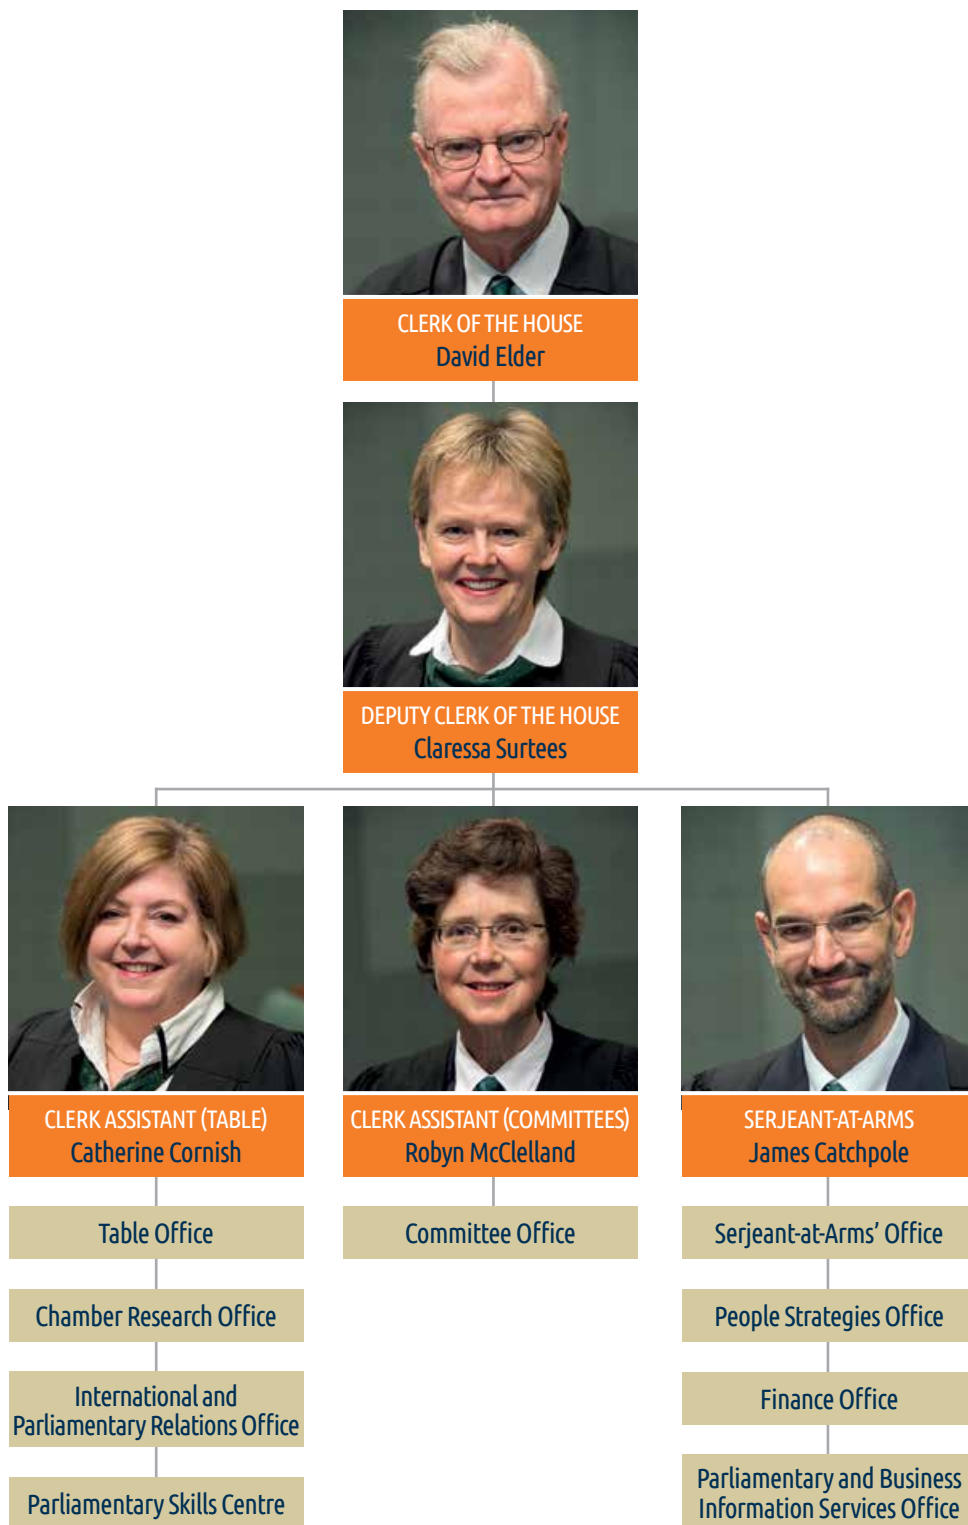 CLERK OF THE HOUSE
David Elder
DEPUTY CLERK OF THE HOUSE
Claressa Surtees
CLERK ASSISTANT (TABLE)
Catherine Cornish
CLERK ASSISTANT (COMMITTEES)
Robyn McClelland
SERJEANT-AT-ARMS
James Catchpole
Table Office
Chamber Research Office
International and
Parliamentary Relations Office
Parliamentary Skills Centre
Committee Office
Serjeant-at-Arms’ Office
People Strategies Office
Finance Office
Parliamentary and Business
Information Services Office